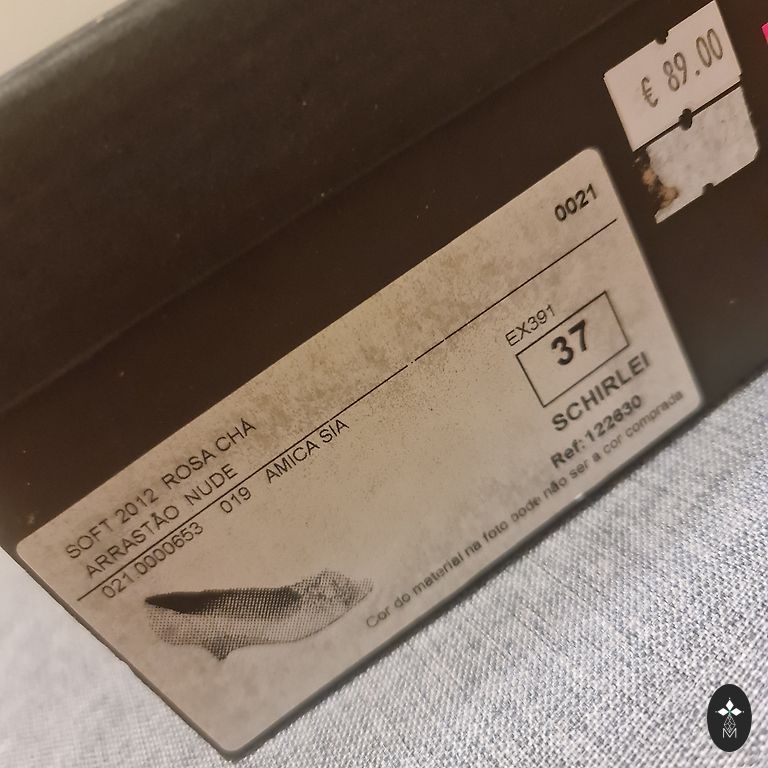 € 89.00
0021
SOFT 2012 ROSA CHÁ
ARRASTÃO NUDE
021.0000653 019 AMICA SIA
EX391
37
SCHIRLEI
Ref:122630
Cor do material na foto pode não ser a cor comprada
M